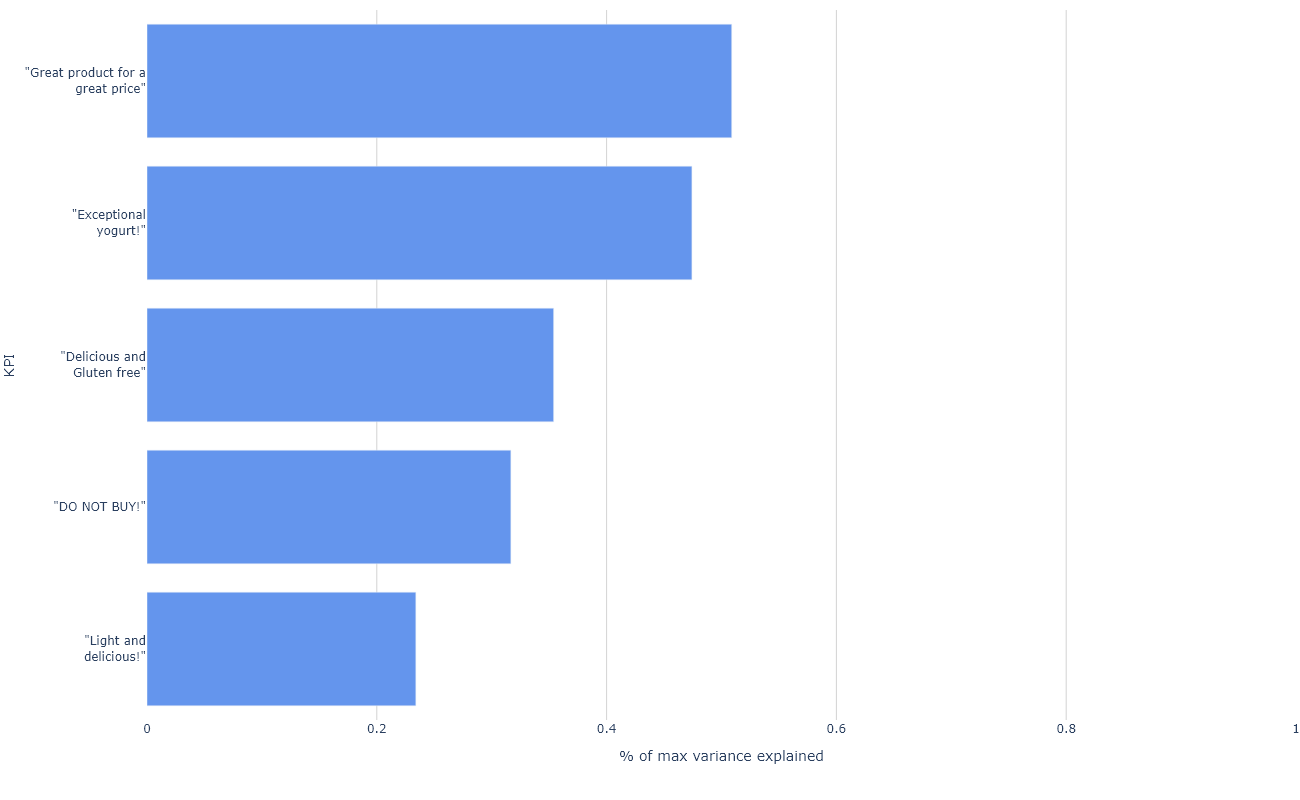 "Great product for a
great price"
"Exceptional
yogurt!"
"Delicious and
Gluten free"
KPI
"DO NOT BUY!"
"Light and
delicious!"
0 0.2 0.4 0.6 0.8 1
% of max variance explained